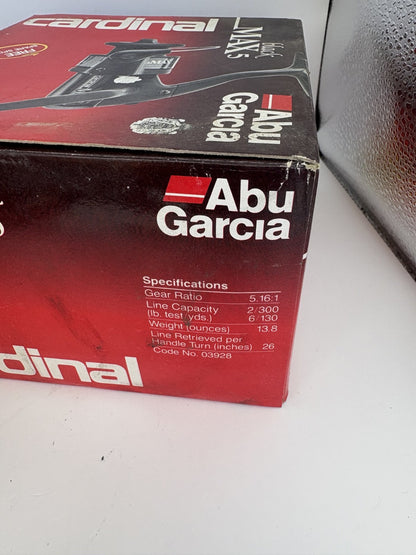 cardinal
MAX 5
Abu
Garcia
Abu
Garcia
Specifications
Gear Ratio 5.16:1
Line Capacity 2/300
(lb. test/yds.) 6/130
Weight (ounces) 13.8
Line Retrieved per
Handle Turn (inches) 26
Code No. 03928
dinal